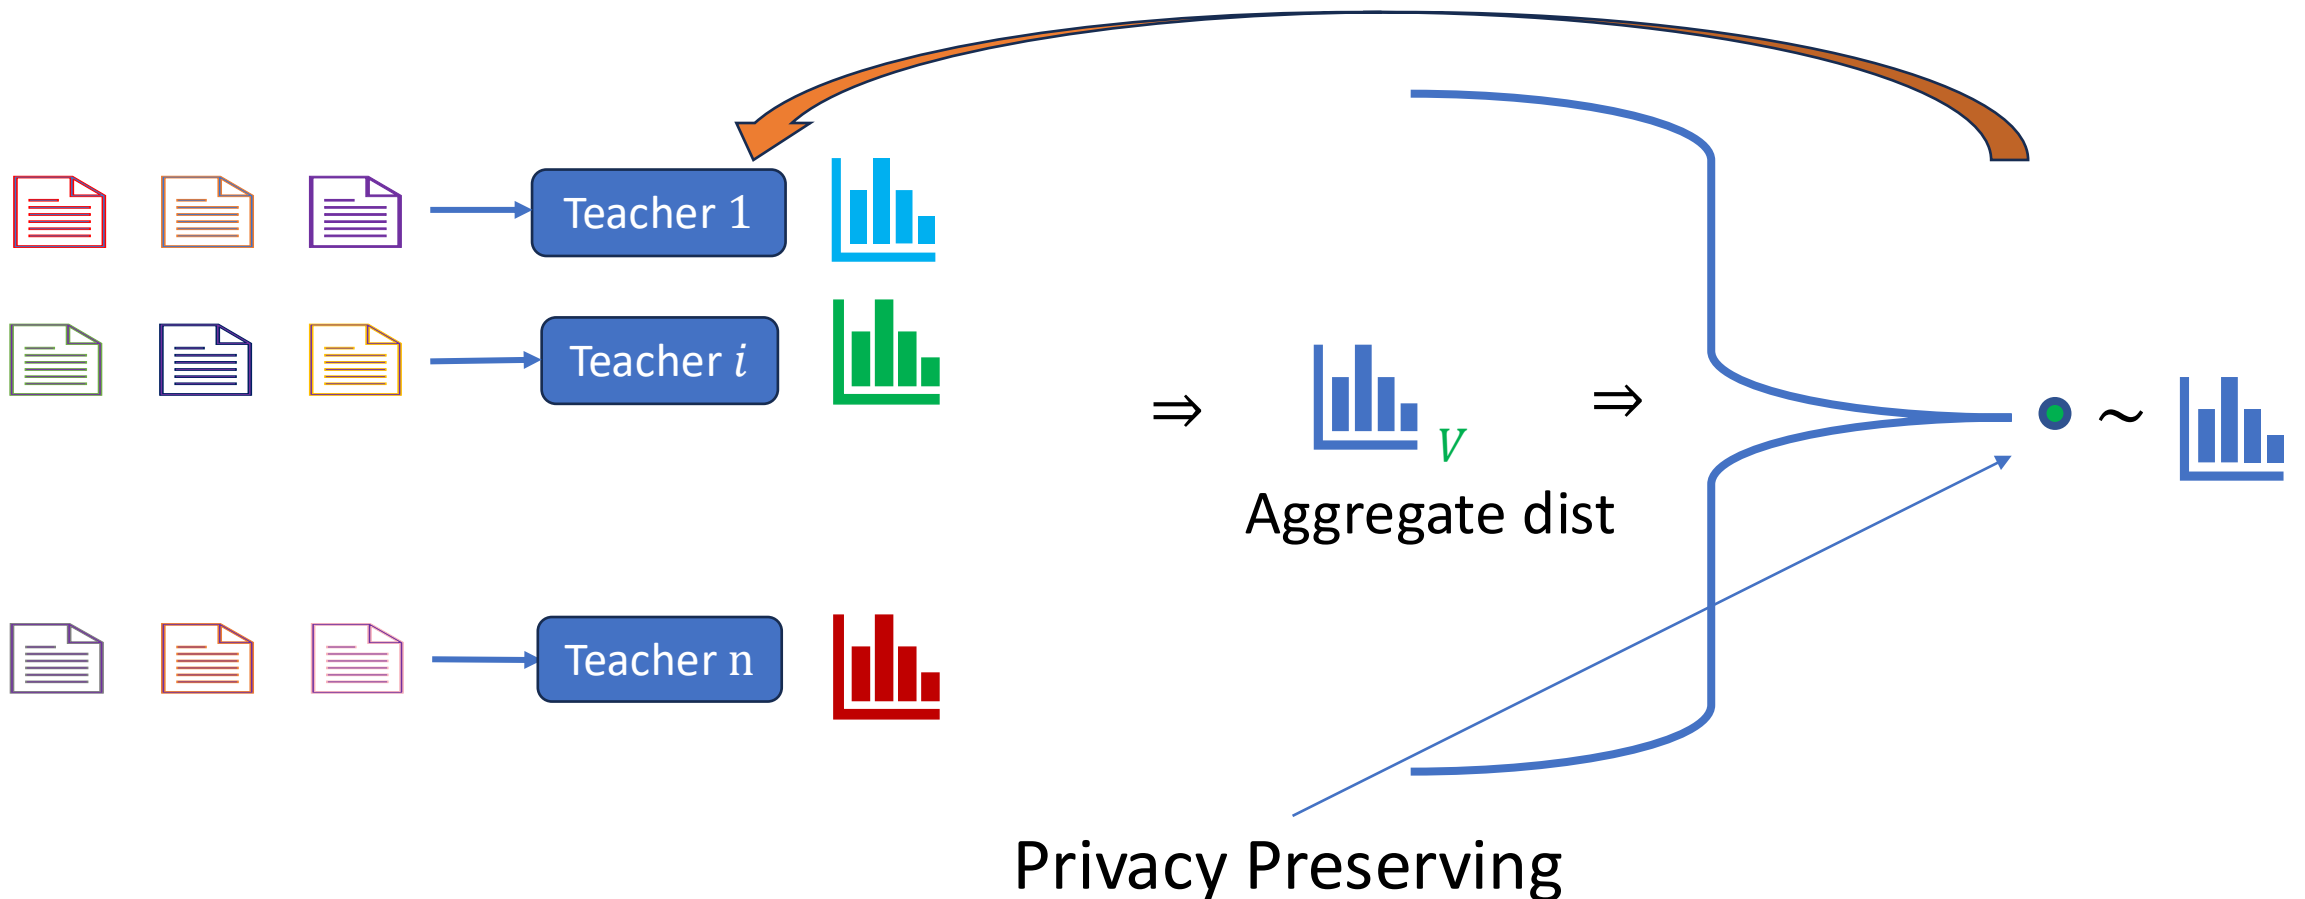 Teacher 1
Teacher i
⇒ V ⇒ ~
Aggregate dist
Teacher n
Privacy Preserving